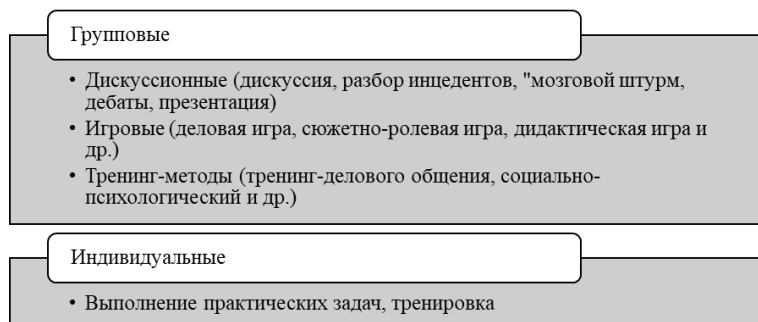 Групповые
• Дискуссионные (дискуссия, разбор инцедентов, "мозговой штурм,
дебаты, презентация)
• Игровые (деловая игра, сюжетно-ролевая игра, дидактическая игра и
др.)
• Тренинг-методы (тренинг-делового общения, социально-
психологический и др.)
Индивидуальные
• Выполнение практических задач, тренировка